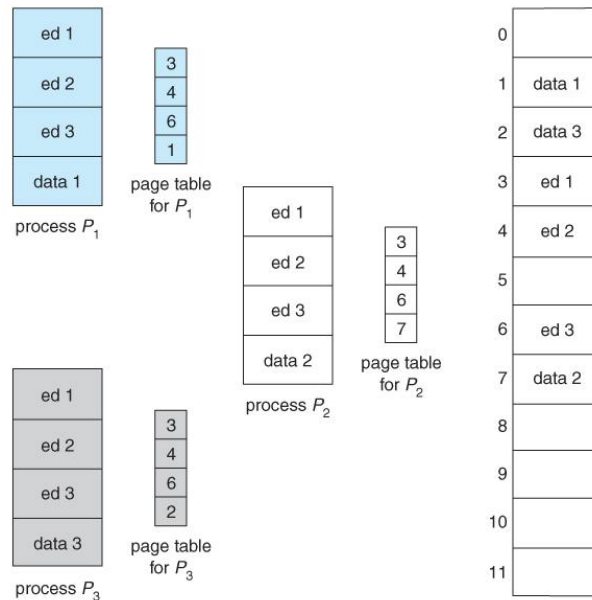 ed 1
ed 2
ed 3
data 1
process P1
3
4
6
1
page table
for P1
ed 1
ed 2
ed 3
data 2
process P2
3
4
6
7
page table
for P2
ed 1
ed 2
ed 3
data 3
process P3
3
4
6
2
page table
for P3
0
1 data 1
2 data 3
3 ed 1
4 ed 2
5
6 ed 3
7 data 2
8
9
10
11